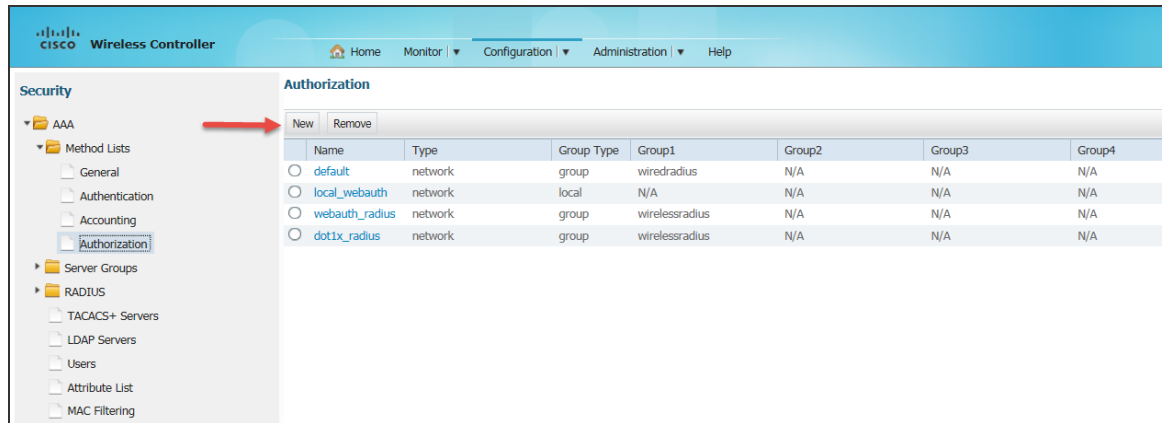 CISCO Wireless Controller
Home Monitor Configuration Administration Help
Security
AAA
Method Lists
General
Authentication
Accounting
Authorization
Server Groups
RADIUS
TACACS+ Servers
LDAP Servers
Users
Attribute List
MAC Filtering
Authorization
New Remove
Name Type Group Type Group1 Group2 Group3 Group4
default network group wiredradius N/A N/A N/A
local_webauth network local N/A N/A N/A N/A
webauth_radius network group wirelessradius N/A N/A N/A
dot1x_radius network group wirelessradius N/A N/A N/A